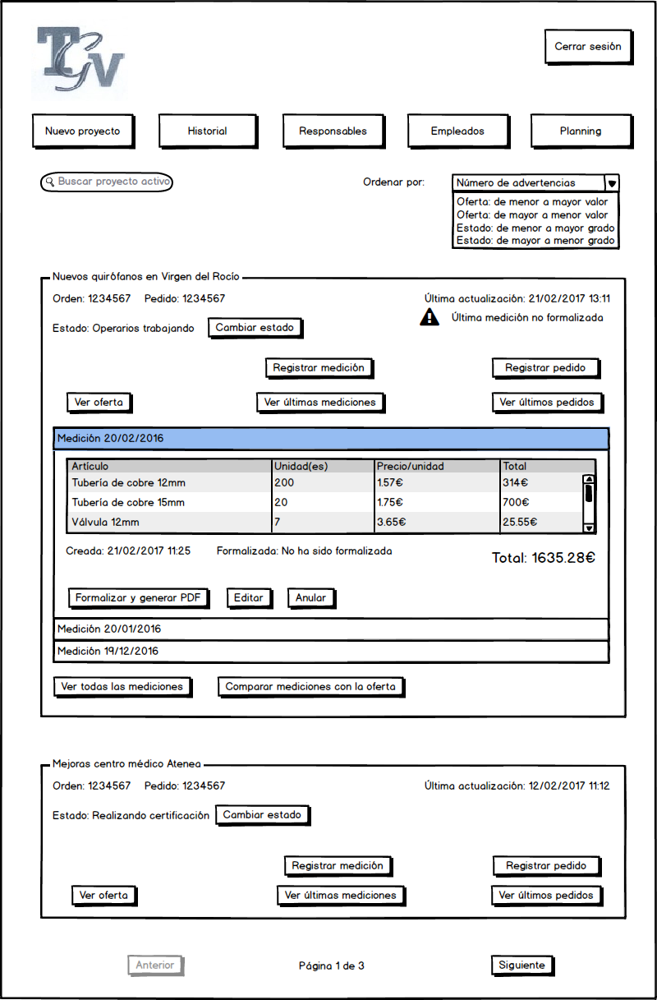 TGV
Cerrar sesión
Nuevo proyecto
Historial
Responsables
Empleados
Planning
Buscar proyecto activo
Ordenar por:
Número de advertencias
Oferta: de menor a mayor valor
Oferta: de mayor a menor valor
Estado: de menor a mayor grado
Estado: de mayor a menor grado
Nuevos quirófanos en Virgen del Rocío
Orden: 1234567 Pedido: 1234567 Última actualización: 21/02/2017 13:11
Última medición no formalizada
Estado: Operarios trabajando Cambiar estado
Registrar medición Registrar pedido
Ver oferta Ver últimas mediciones Ver últimos pedidos
Medición 20/02/2016
Artículo Unidad(es) Precio/unidad Total
Tubería de cobre 12mm 200 1.57€ 314€
Tubería de cobre 15mm 20 1.75€ 700€
Válvula 12mm 7 3.65€ 25.55€
Creada: 21/02/2017 11:25 Formalizada: No ha sido formalizada Total: 1635.28€
Formalizar y generar PDF Editar Anular
Medición 20/01/2016
Medición 19/12/2016
Ver todas las mediciones Comparar mediciones con la oferta
Mejoras centro médico Atenea
Orden: 1234567 Pedido: 1234567 Última actualización: 12/02/2017 11:12
Estado: Realizando certificación Cambiar estado
Registrar medición Registrar pedido
Ver oferta Ver últimas mediciones Ver últimos pedidos
Anterior Página 1 de 3 Siguiente